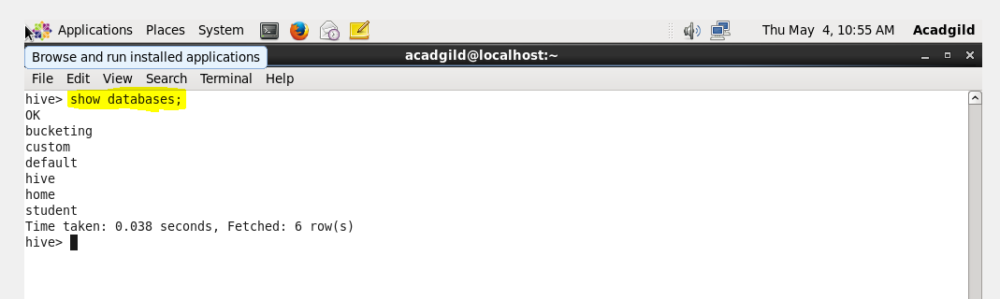 Applications Places System Thu May 4, 10:55 AM Acadgild
Browse and run installed applications acadgild@localhost:~
File Edit View Search Terminal Help
hive> show databases;
OK
bucketing
custom
default
hive
home
student
Time taken: 0.038 seconds, Fetched: 6 row(s)
hive>